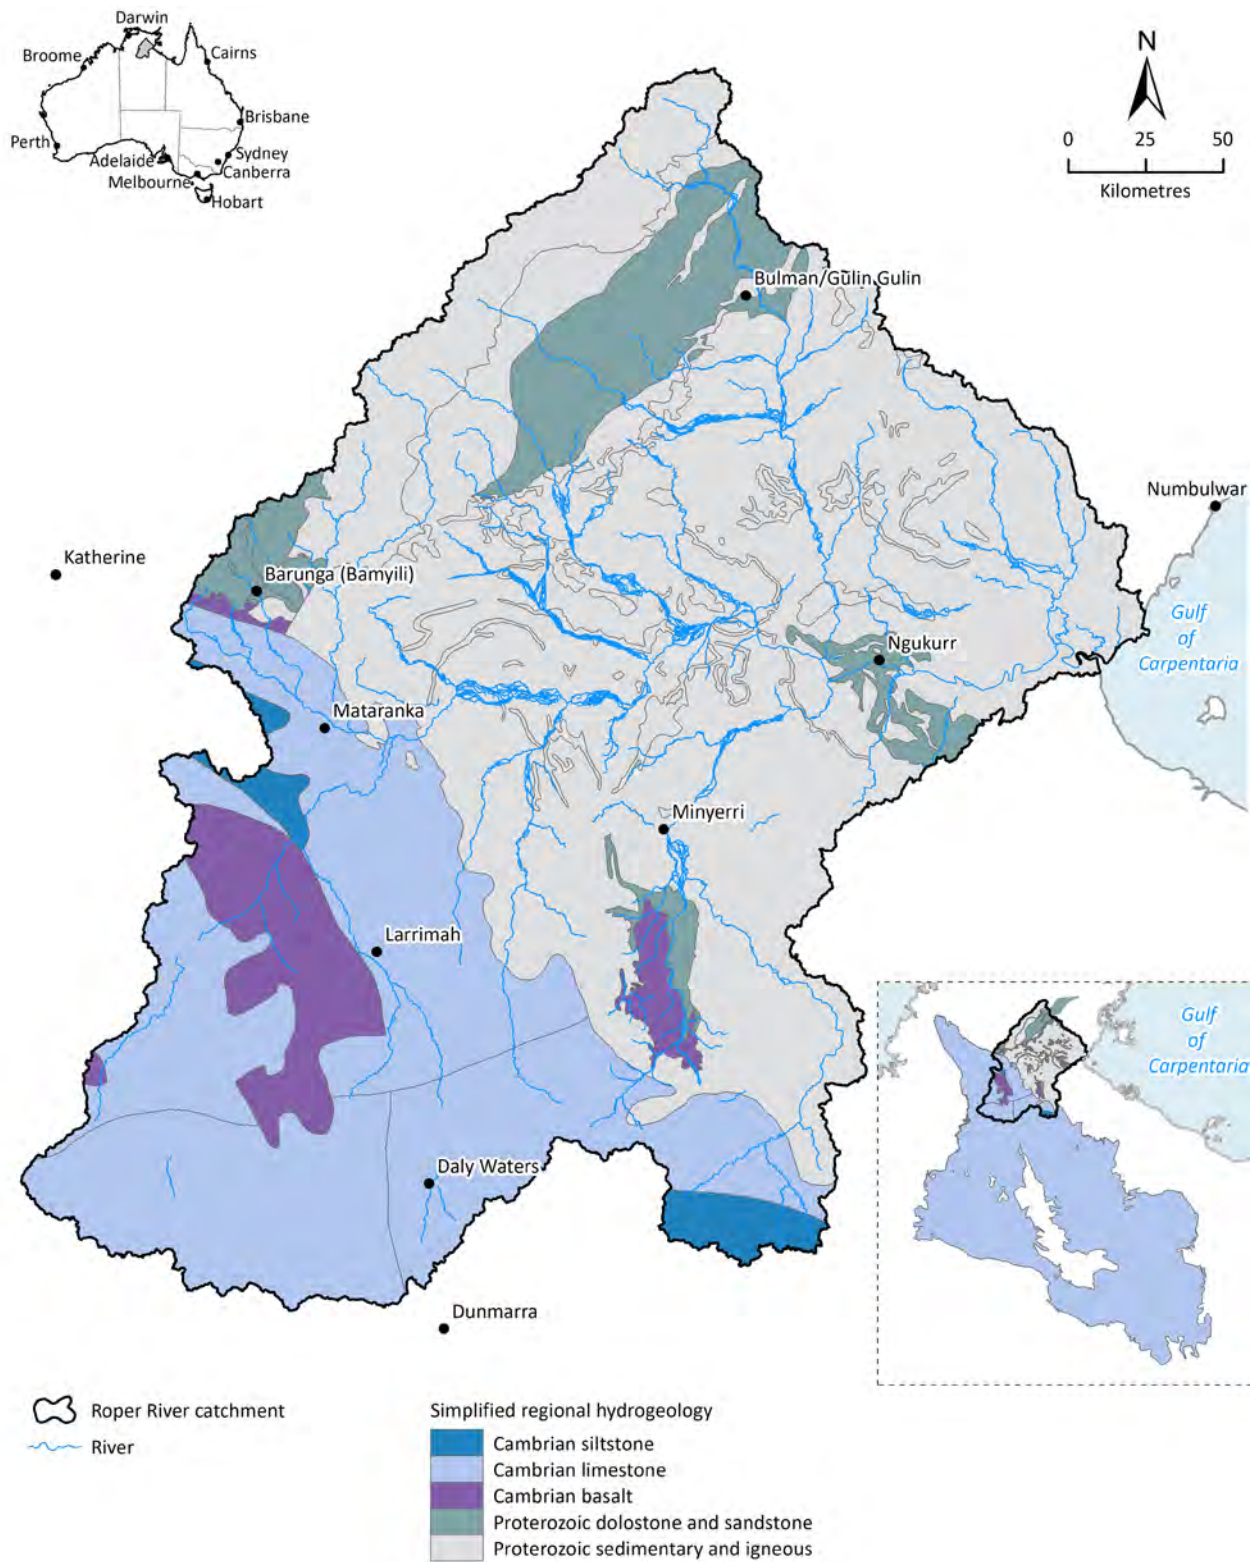 Darwin
Broome
Cairns
Brisbane
Perth
Adelaide
Sydney
Canberra
Melbourne
Hobart
N
0 25 50
Kilometres
Bulman/Gulin Gulin
Numbulwar
Katherine
Barunga (Bamyili)
Gulf
of
Carpentaria
Ngukurr
Mataranka
Minyerri
Larrimah
Daly Waters
Dunmarra
Gulf
of
Carpentaria
Roper River catchment
River
Simplified regional hydrogeology
Cambrian siltstone
Cambrian limestone
Cambrian basalt
Proterozoic dolostone and sandstone
Proterozoic sedimentary and igneous